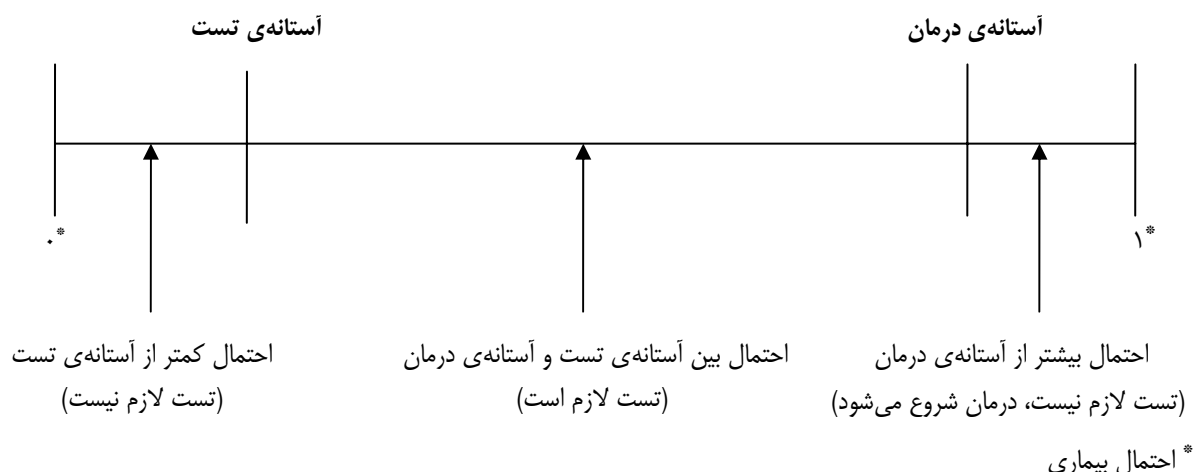 آستانه‌ی تست
آستانه‌ی درمان
۰*
۱*
احتمال کمتر از آستانه‌ی تست
(تست لازم نیست)
احتمال بین آستانه‌ی تست و آستانه‌ی درمان
(تست لازم است)
احتمال بیشتر از آستانه‌ی درمان
(تست لازم نیست، درمان شروع می‌شود)
* احتمال بیماری